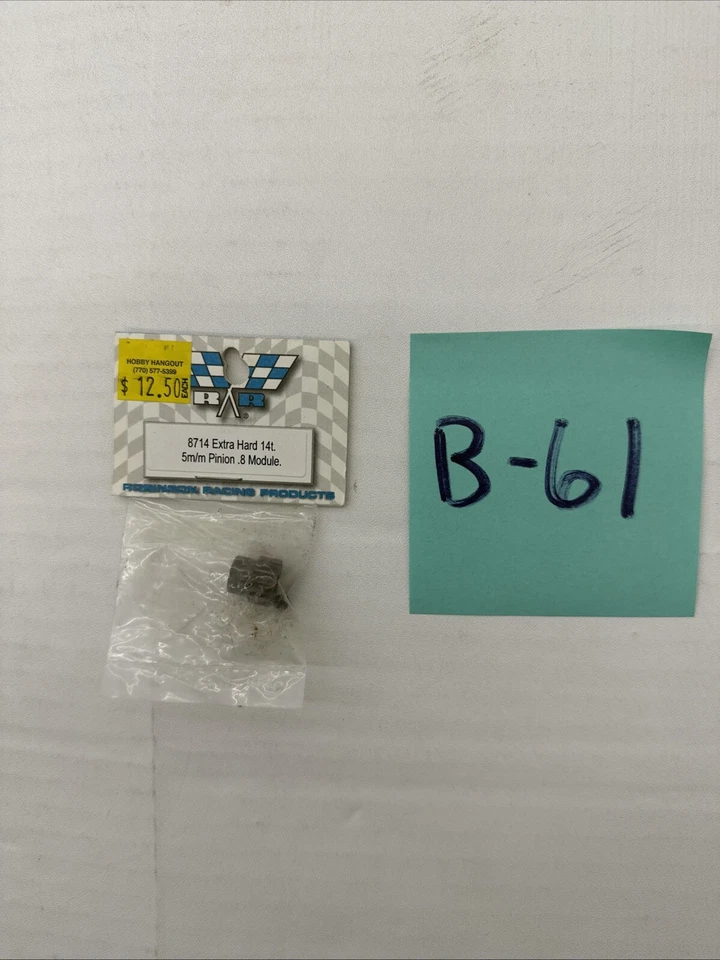 HOBBY HANGOUT
(770) 577-5399
$ 12.50 EACH
R R
8714 Extra Hard 14t.
5m/m Pinion .8 Module.
ROBINSON RACING PRODUCTS
B-61